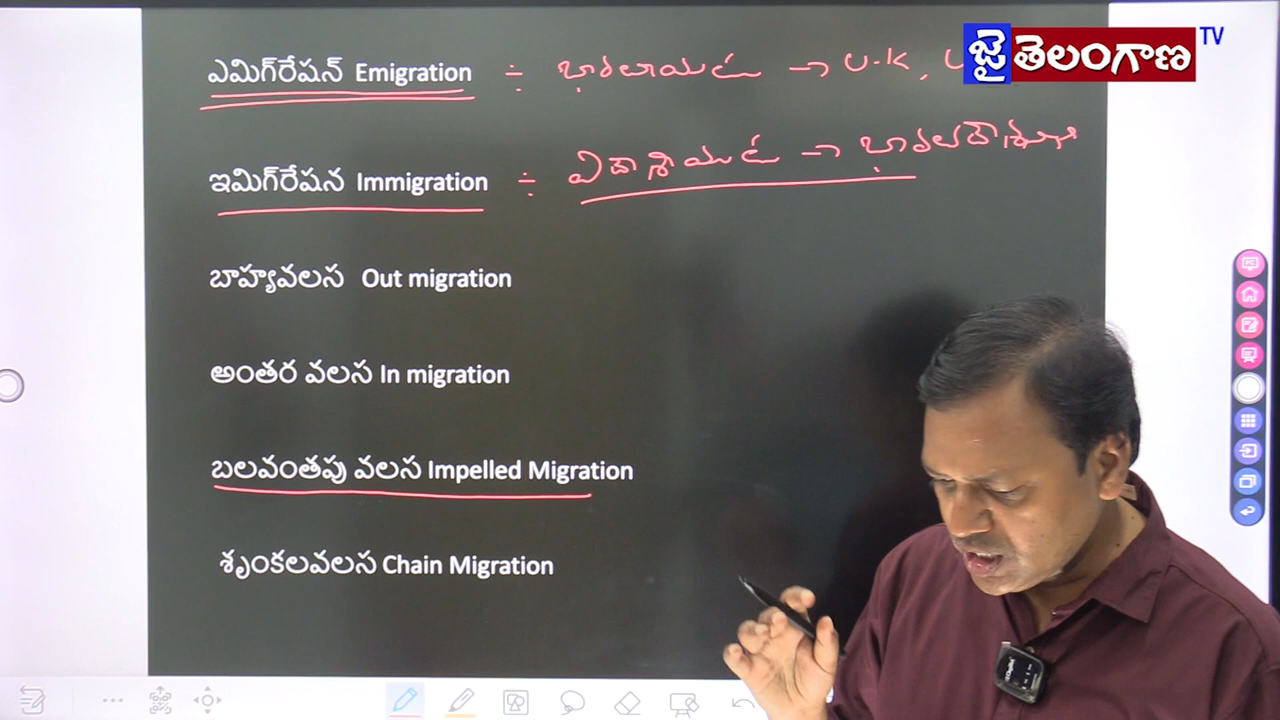 జై తెలంగాణ TV
ఎమిగ్‌రేషన్ Emigration ÷ భారతీయుడు → U.K, U
ఇమిగ్‌రేషన Immigration ÷ విదేశీయుడు →
బాహ్యవలస Out migration
అంతర వలస In migration
బలవంతపు వలస Impelled Migration
శృంకలవలస Chain Migration